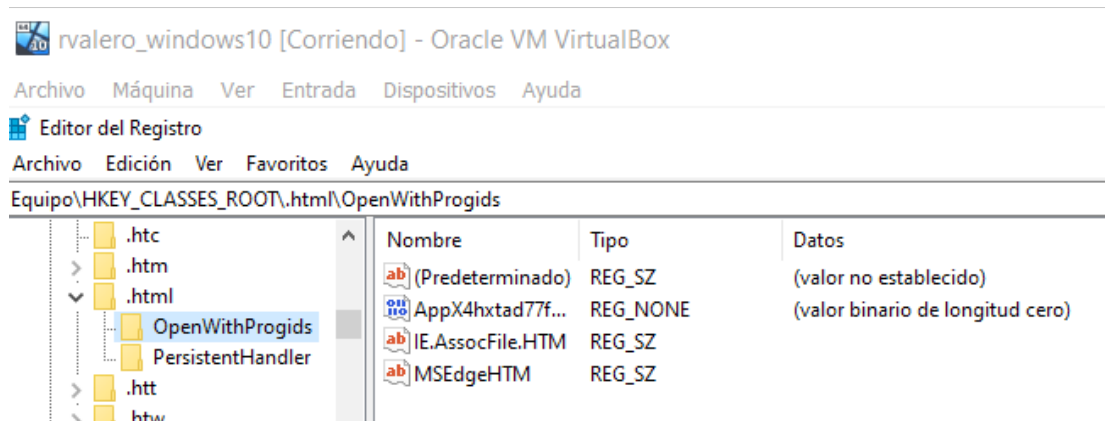 rvalero_windows10 [Corriendo] - Oracle VM VirtualBox
Archivo Máquina Ver Entrada Dispositivos Ayuda
Editor del Registro
Archivo Edición Ver Favoritos Ayuda
Equipo\HKEY_CLASSES_ROOT\.html\OpenWithProgids
.htc
.htm
.html
OpenWithProgids
PersistentHandler
.htt
.htw
Nombre Tipo Datos
(Predeterminado) REG_SZ (valor no establecido)
AppX4hxtad77f... REG_NONE (valor binario de longitud cero)
IE.AssocFile.HTM REG_SZ
MSEdgeHTM REG_SZ